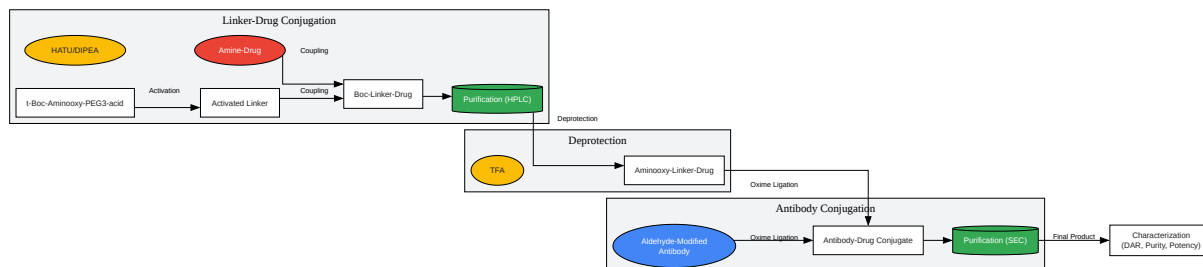 Linker-Drug Conjugation
HATU/DIPEA
Amine-Drug
Coupling
t-Boc-Aminooxy-PEG3-acid
Activation
Activated Linker
Coupling
Boc-Linker-Drug
Purification (HPLC)
Deprotection
Deprotection
TFA
Aminooxy-Linker-Drug
Oxime Ligation
Antibody Conjugation
Aldehyde-Modified
Antibody
Oxime Ligation
Antibody-Drug Conjugate
Purification (SEC)
Final Product
Characterization
(DAR, Purity, Potency)